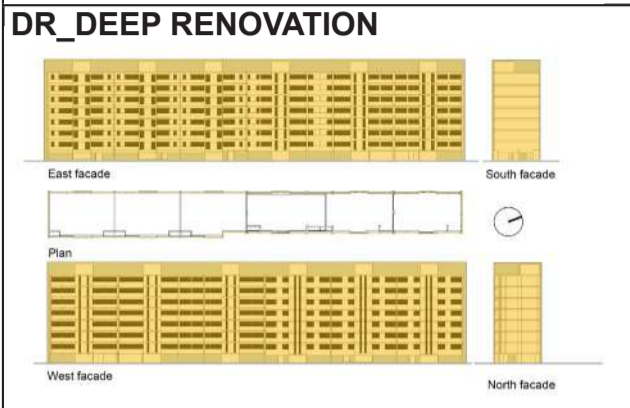 DR_DEEP RENOVATION
East facade
South facade
Plan
West facade
North facade